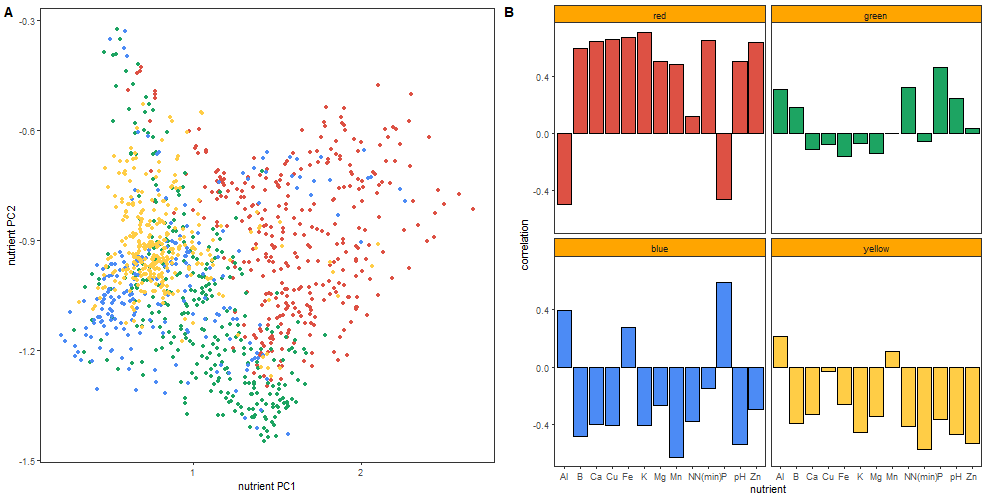 A
-0.3
-0.6
-0.9
-1.2
-1.5
1
2
nutrient PC1
nutrient PC2
B
red
green
blue
yellow
0.4
0.0
-0.4
0.4
0.0
-0.4
correlation
Al B Ca Cu Fe K Mg Mn NN(min)P pH Zn
Al B Ca Cu Fe K Mg Mn NN(min)P pH Zn
nutrient